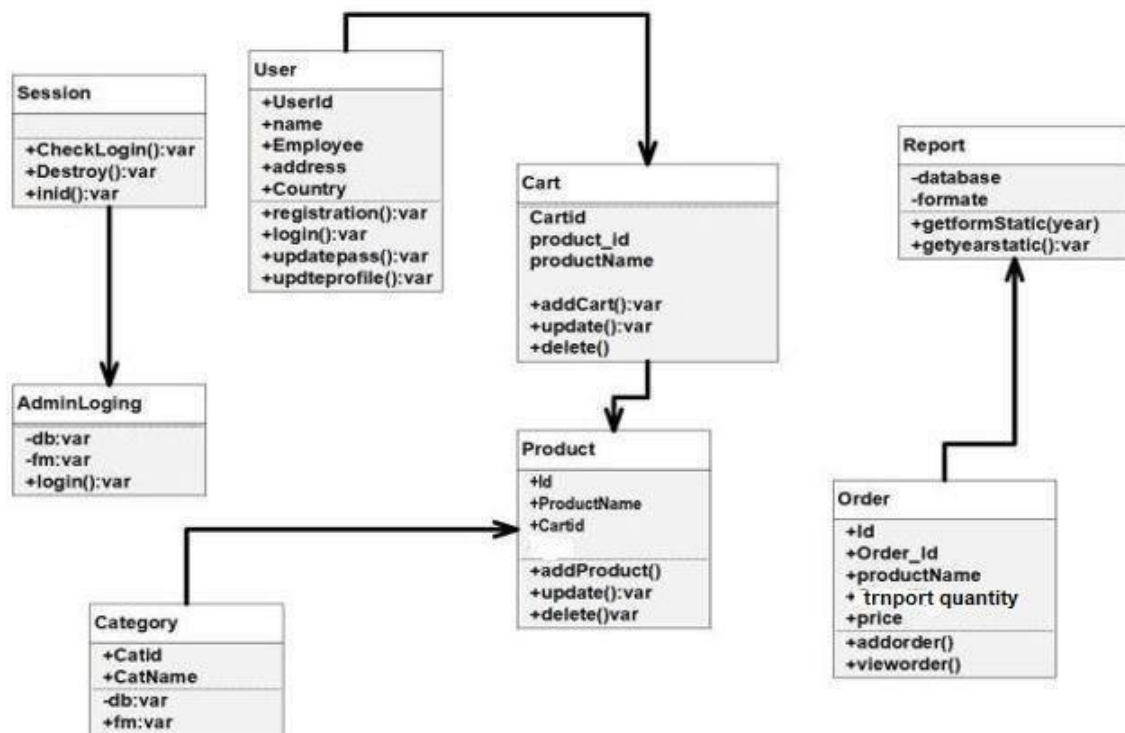 Session
+CheckLogin():var
+Destroy():var
+inid():var
User
+UserId
+name
+Employee
+address
+Country
+registration():var
+login():var
+updatepass():var
+updteprofile():var
Cart
Cartid
product_id
productName
+addCart():var
+update():var
+delete()
Report
-database
-formate
+getformStatic(year)
+getyearstatic():var
AdminLoging
-db:var
-fm:var
+login():var
Product
+Id
+ProductName
+Cartid
+addProduct()
+update():var
+delete()var
Order
+Id
+Order_Id
+productName
+ trnport quantity
+price
+addorder()
+vieworder()
Category
+Catid
+CatName
-db:var
+fm:var